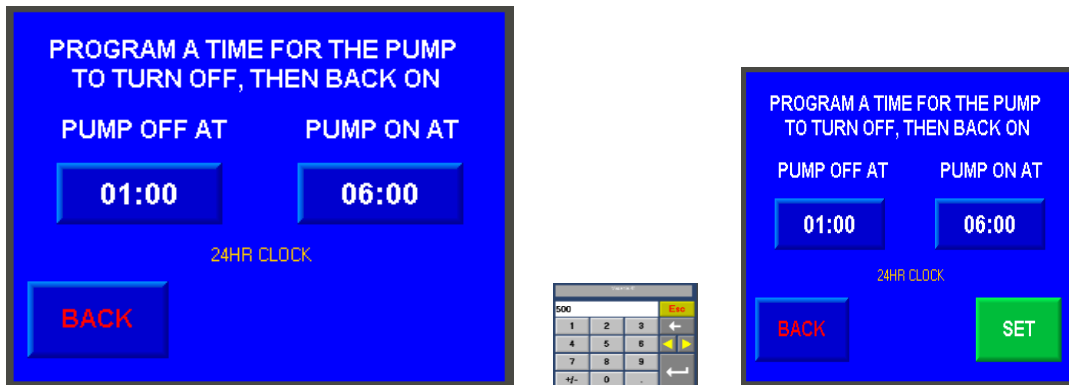 PROGRAM A TIME FOR THE PUMP
TO TURN OFF, THEN BACK ON
PUMP OFF AT PUMP ON AT
01:00 06:00
24HR CLOCK
BACK
500 Esc
1 2 3 ←
4 5 6
7 8 9
+/- 0 .
PROGRAM A TIME FOR THE PUMP
TO TURN OFF, THEN BACK ON
PUMP OFF AT PUMP ON AT
01:00 06:00
24HR CLOCK
BACK SET